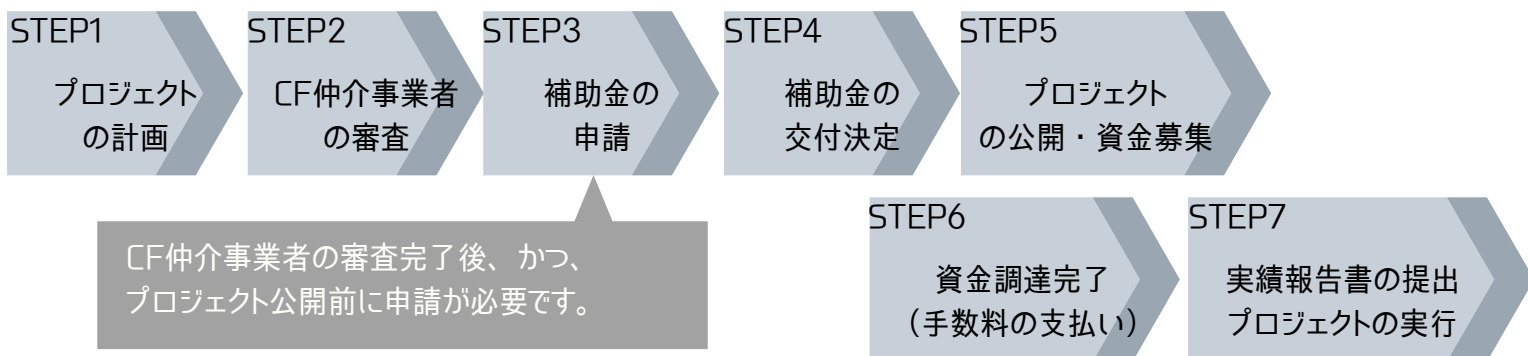 STEP1
プロジェクト
の計画
STEP2
CF仲介事業者
の審査
STEP3
補助金の
申請
STEP4
補助金の
交付決定
STEP5
プロジェクト
の公開・資金募集
CF仲介事業者の審査完了後、かつ、
プロジェクト公開前に申請が必要です。
STEP6
資金調達完了
（手数料の支払い）
STEP7
実績報告書の提出
プロジェクトの実行